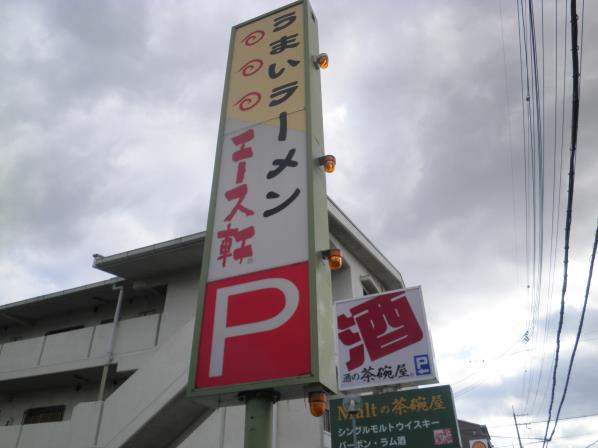 うまいラーメン
エース軒
P
酒
酒の茶碗屋
P
Maltの茶碗屋
シングルモルトウイスキー
バーボン・ラム酒